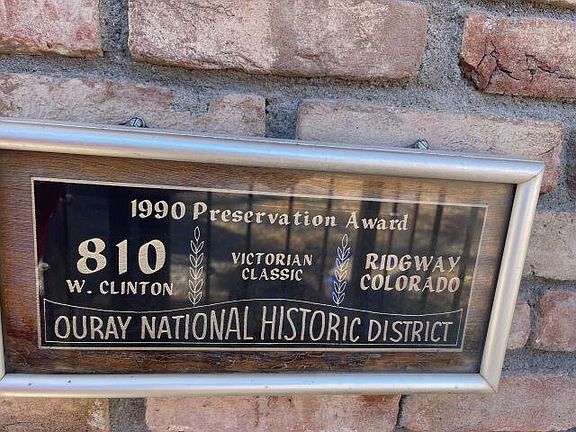 1990 Preservation Award
810
W. CLINTON
VICTORIAN
CLASSIC
RIDGWAY
COLORADO
OURAY NATIONAL HISTORIC DISTRICT